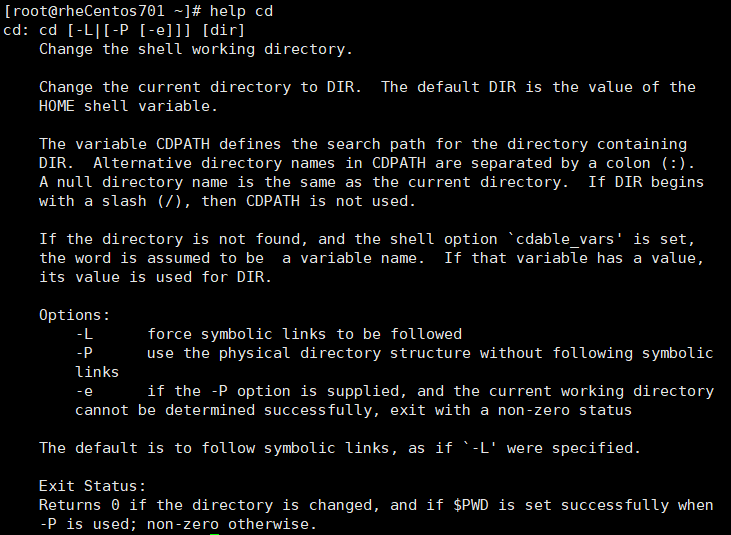 [root@rheCentos701 ~]# help cd
cd: cd [-L|[-P [-e]]] [dir]
    Change the shell working directory.

    Change the current directory to DIR.  The default DIR is the value of the
    HOME shell variable.

    The variable CDPATH defines the search path for the directory containing
    DIR.  Alternative directory names in CDPATH are separated by a colon (:).
    A null directory name is the same as the current directory.  If DIR begins
    with a slash (/), then CDPATH is not used.

    If the directory is not found, and the shell option `cdable_vars' is set,
    the word is assumed to be  a variable name.  If that variable has a value,
    its value is used for DIR.

    Options:
        -L      force symbolic links to be followed
        -P      use the physical directory structure without following symbolic
        links
        -e      if the -P option is supplied, and the current working directory
        cannot be determined successfully, exit with a non-zero status

    The default is to follow symbolic links, as if `-L' were specified.

    Exit Status:
    Returns 0 if the directory is changed, and if $PWD is set successfully when
    -P is used; non-zero otherwise.